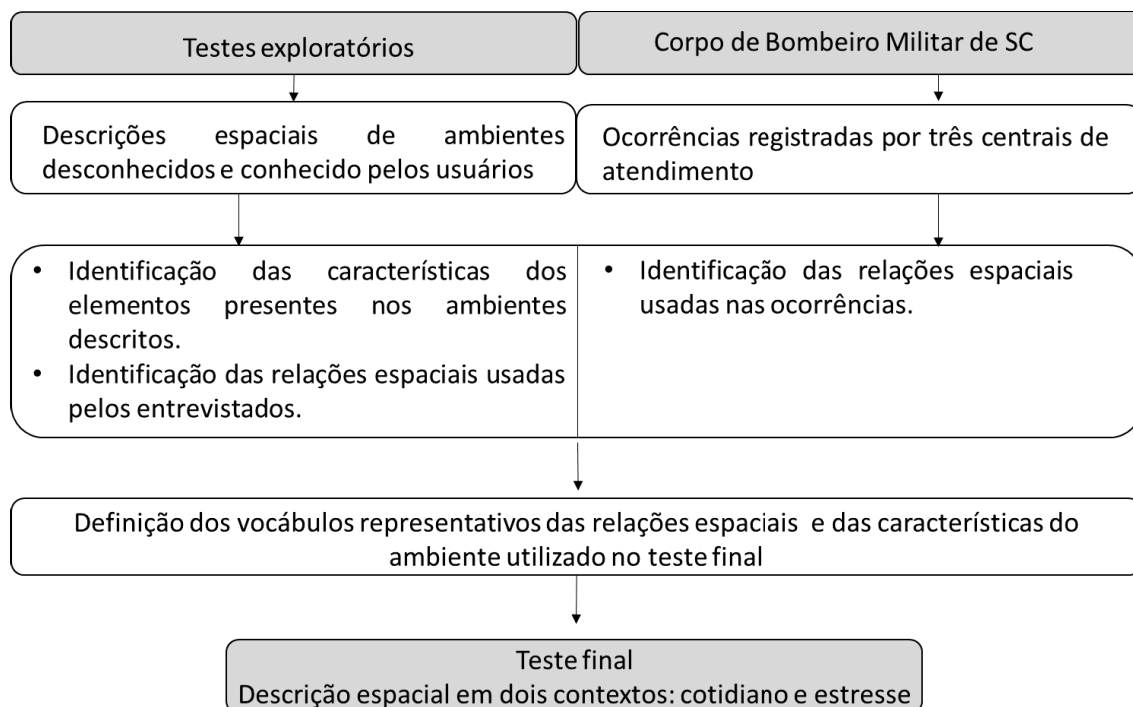 Testes exploratórios
Corpo de Bombeiro Militar de SC
Descrições espaciais de ambientes
desconhecidos e conhecido pelos usuários
Ocorrências registradas por três centrais de
atendimento
• Identificação das características dos
elementos presentes nos ambientes
descritos.
• Identificação das relações espaciais usadas
pelos entrevistados.
• Identificação das relações espaciais
usadas nas ocorrências.
Definição dos vocábulos representativos das relações espaciais e das características do
ambiente utilizado no teste final
Teste final
Descrição espacial em dois contextos: cotidiano e estresse